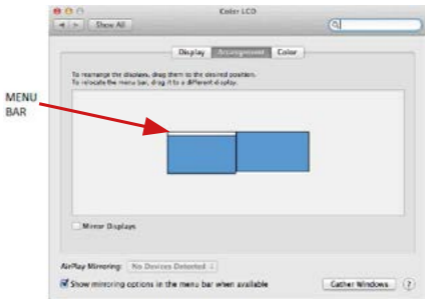 Color LCD
Show All
Display Arrangement Color
To rearrange the displays, drag them to the desired position.
To relocate the menu bar, drag it to a different display.
MENU
BAR
Mirror Displays
AirPlay Mirroring: No Devices Detected
Show mirroring options in the menu bar when available
Gather Windows ?